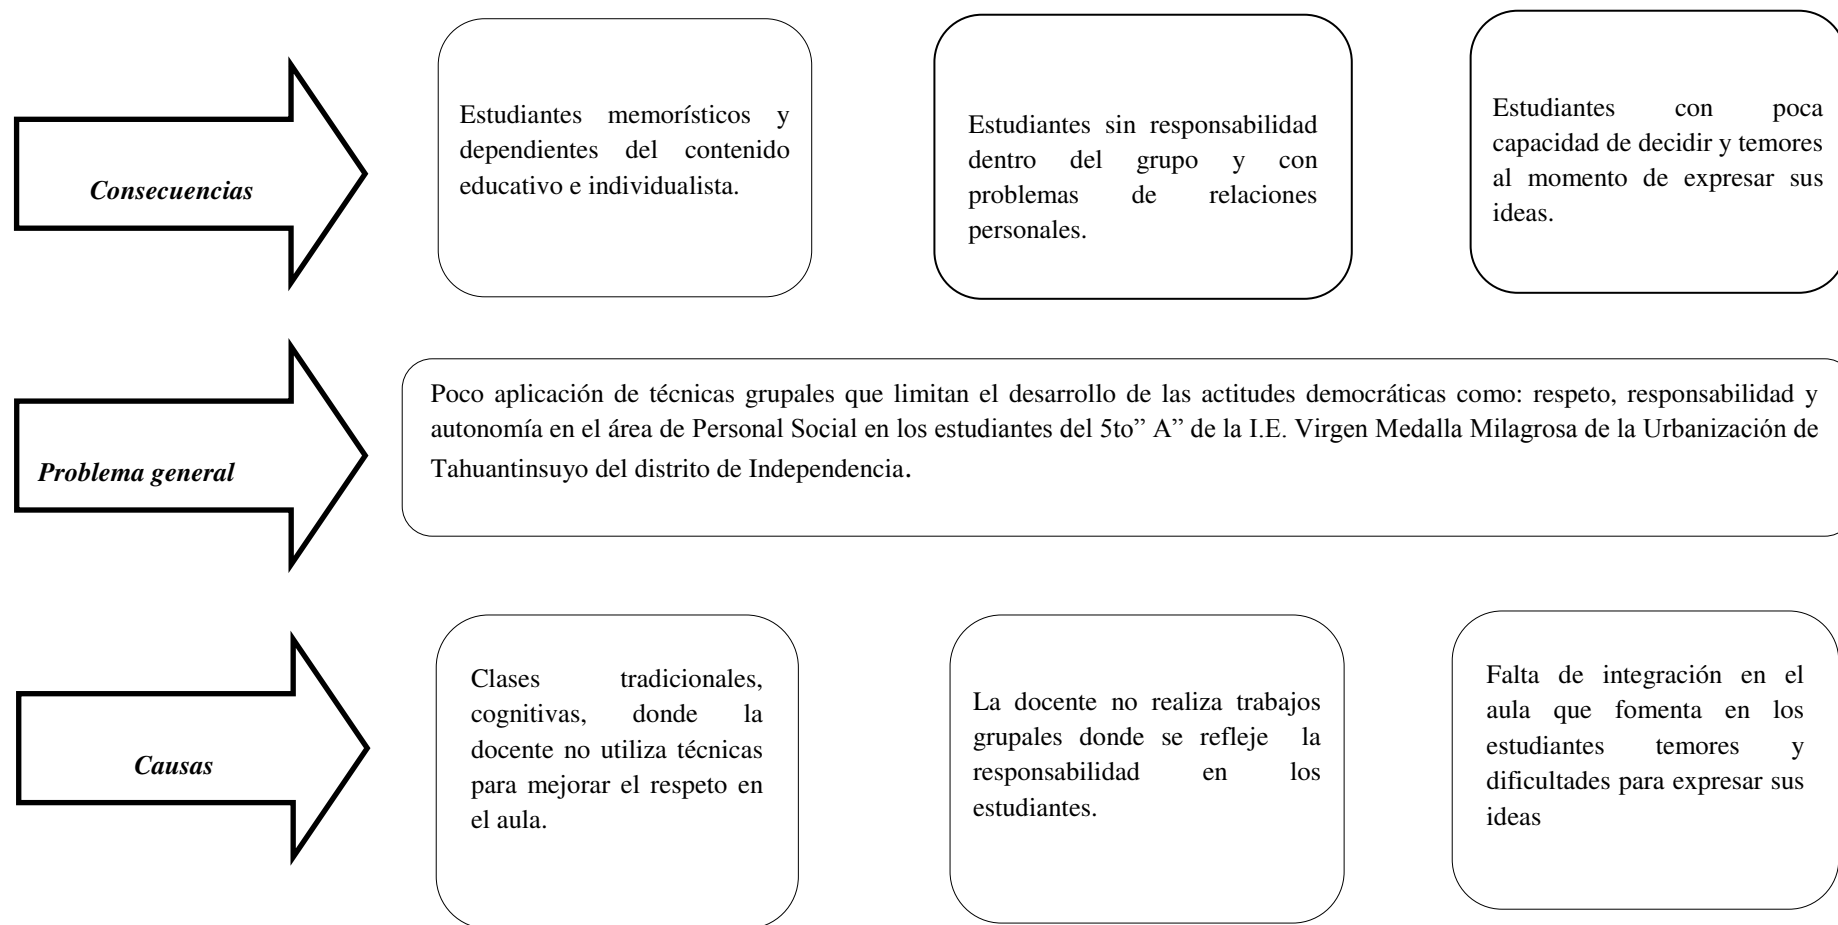 Consecuencias
Estudiantes memorísticos y
dependientes del contenido
educativo e individualista.
Estudiantes sin responsabilidad
dentro del grupo y con
problemas de relaciones
personales.
Estudiantes con poca
capacidad de decidir y temores
al momento de expresar sus
ideas.
Problema general
Poco aplicación de técnicas grupales que limitan el desarrollo de las actitudes democráticas como: respeto, responsabilidad y
autonomía en el área de Personal Social en los estudiantes del 5to” A” de la I.E. Virgen Medalla Milagrosa de la Urbanización de
Tahuantinsuyo del distrito de Independencia.
Causas
Clases tradicionales,
cognitivas, donde la
docente no utiliza técnicas
para mejorar el respeto en
el aula.
La docente no realiza trabajos
grupales donde se refleje la
responsabilidad en los
estudiantes.
Falta de integración en el
aula que fomenta en los
estudiantes temores y
dificultades para expresar sus
ideas